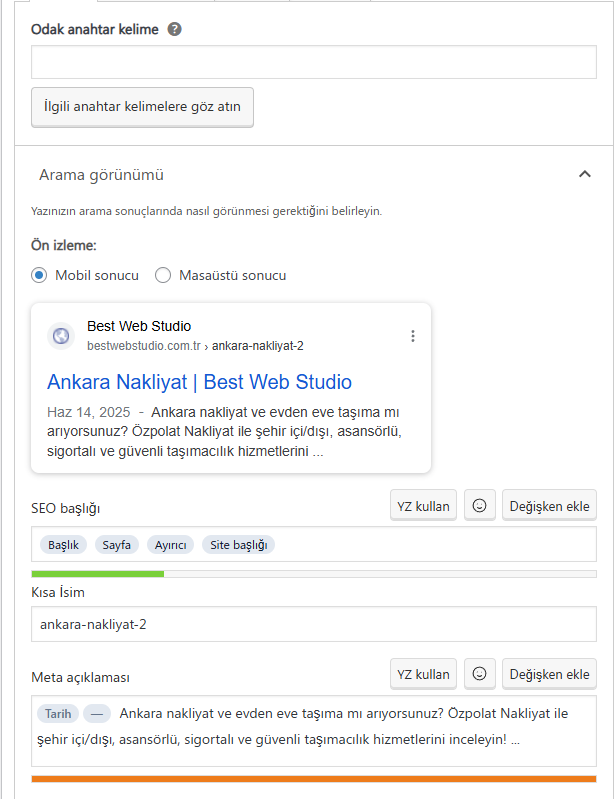 Odak anahtar kelime ?
İlgili anahtar kelimelere göz atın
Arama görünümü
Yazınızın arama sonuçlarında nasıl görünmesi gerektiğini belirleyin.
Ön izleme:
Mobil sonucu Masaüstü sonucu
Best Web Studio
bestwebstudio.com.tr › ankara-nakliyat-2
Ankara Nakliyat | Best Web Studio
Haz 14, 2025 - Ankara nakliyat ve evden eve taşıma mı
arıyorsunuz? Özpolat Nakliyat ile şehir içi/dışı, asansörlü,
sigortalı ve güvenli taşımacılık hizmetlerini ...
SEO başlığı YZ kullan Değişken ekle
Başlık Sayfa Ayırıcı Site başlığı
Kısa İsim
ankara-nakliyat-2
Meta açıklaması YZ kullan Değişken ekle
Tarih — Ankara nakliyat ve evden eve taşıma mı arıyorsunuz? Özpolat Nakliyat ile
şehir içi/dışı, asansörlü, sigortalı ve güvenli taşımacılık hizmetlerini inceleyin! ...